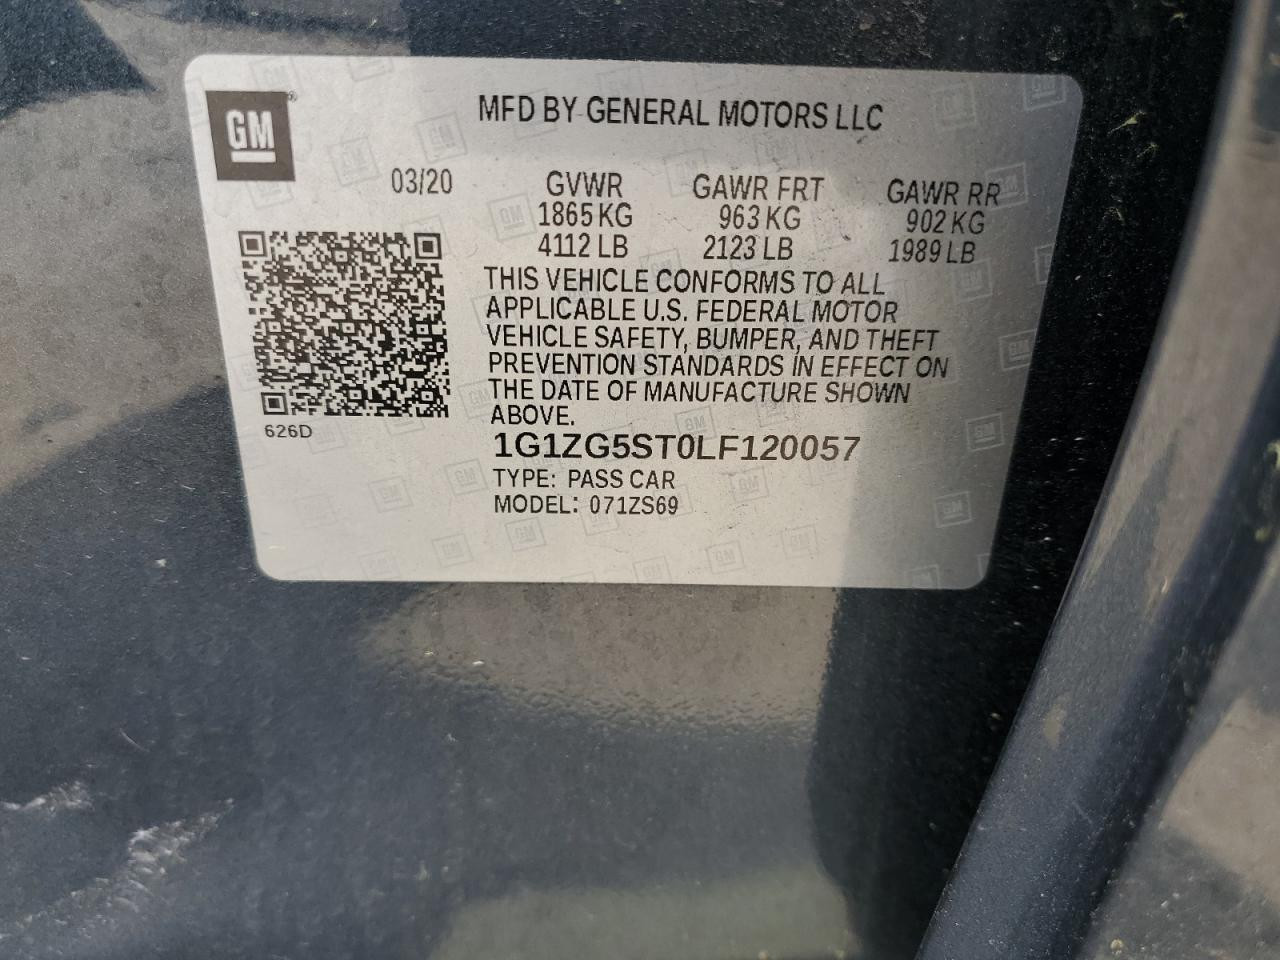 GM
MFD BY GENERAL MOTORS LLC
03/20 GVWR GAWR FRT GAWR RR
1865 KG 963 KG 902 KG
4112 LB 2123 LB 1989 LB
THIS VEHICLE CONFORMS TO ALL
APPLICABLE U.S. FEDERAL MOTOR
VEHICLE SAFETY, BUMPER, AND THEFT
PREVENTION STANDARDS IN EFFECT ON
THE DATE OF MANUFACTURE SHOWN
ABOVE.
626D
1G1ZG5ST0LF120057
TYPE: PASS CAR
MODEL: 071ZS69